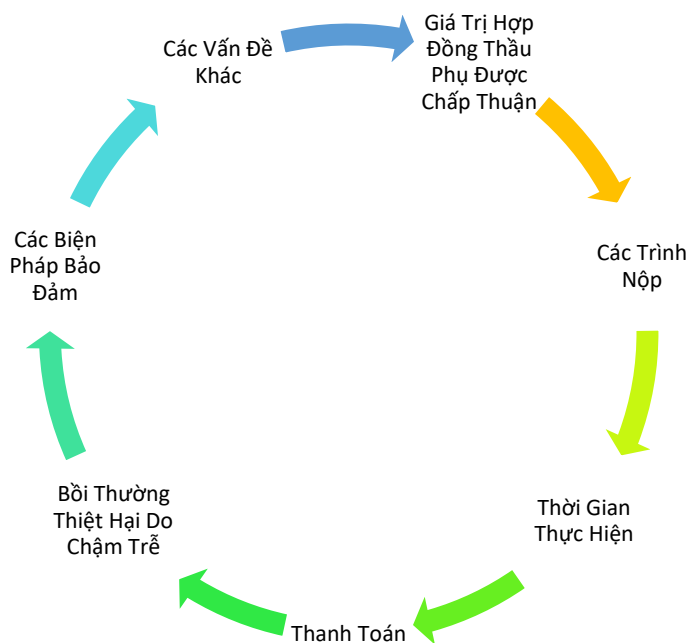 Giá Trị Hợp
Đồng Thầu
Phụ Được
Chấp Thuận
Các Trình
Nộp
Thời Gian
Thực Hiện
Thanh Toán
Bồi Thường
Thiệt Hại Do
Chậm Trễ
Các Biện
Pháp Bảo
Đảm
Các Vấn Đề
Khác